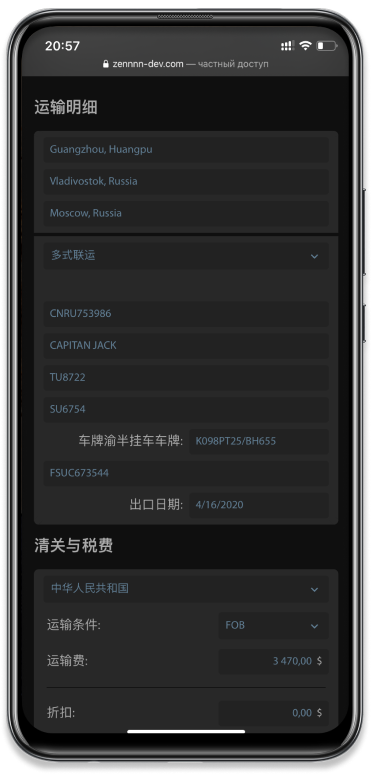 20:57
zennnn-dev.com — частный доступ
运输明细
Guangzhou, Huangpu
Vladivostok, Russia
Moscow, Russia
多式联运
CNRU753986
CAPITAN JACK
TU8722
SU6754
车牌渝半挂车车牌: K098PT25/BH655
FSUC673544
出口日期: 4/16/2020
清关与税费
中华人民共和国
运输条件: FOB
运输费: 3 470,00 $
折扣: 0,00 $